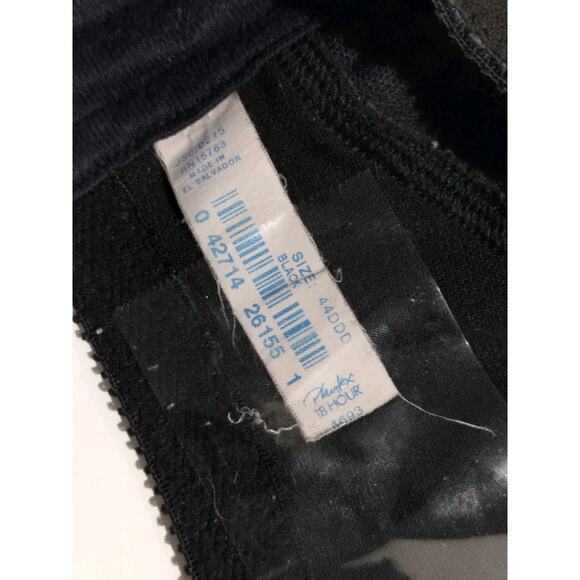 RN15763
MADE IN
EL SALVADOR
0 42714 26155 1
SIZE: 44DDD
BLACK
Playtex
18 HOUR
4693